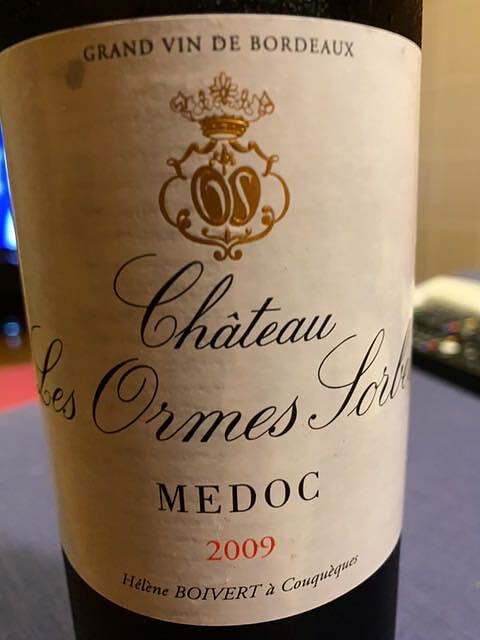 GRAND VIN DE BORDEAUX
OS
Château
Les Ormes Sorbet
MEDOC
2009
Hélène BOIVERT à Couquèques